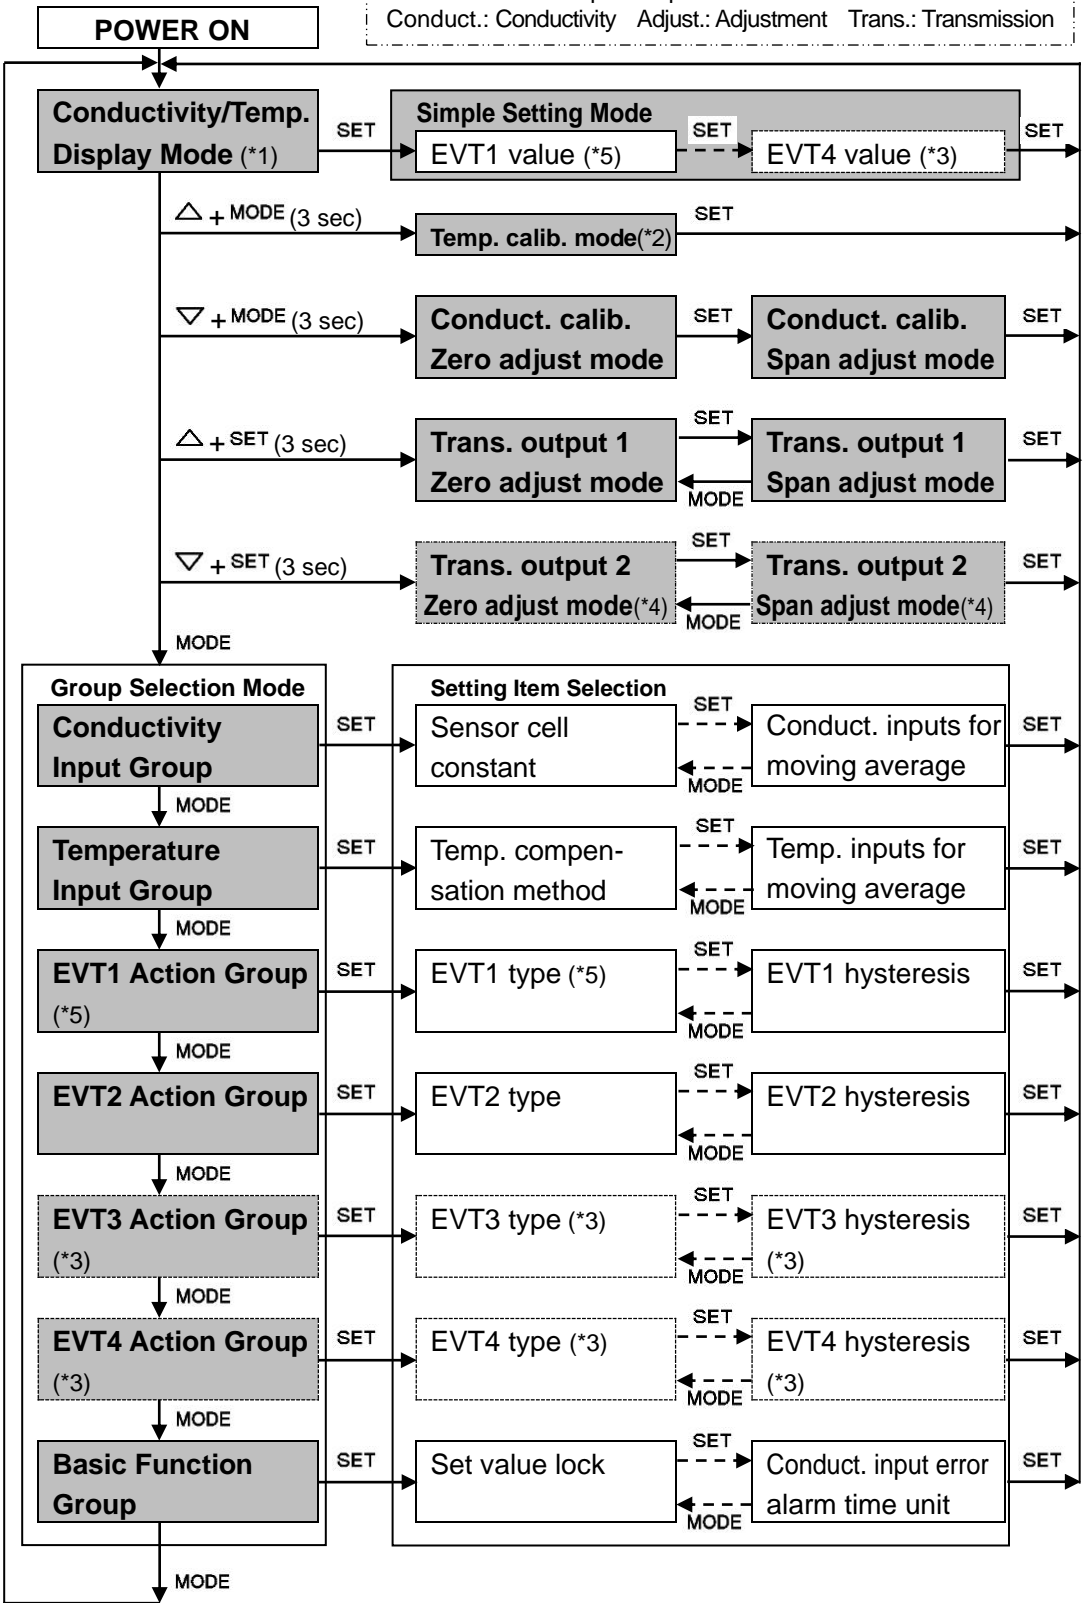 Conduct.: Conductivity Adjust.: Adjustment Trans.: Transmission
POWER ON
Conductivity/Temp.
Display Mode (*1)
SET
Simple Setting Mode
EVT1 value (*5)
SET
EVT4 value (*3)
SET
△ + MODE (3 sec)
Temp. calib. mode(*2)
SET
▽ + MODE (3 sec)
Conduct. calib.
Zero adjust mode
SET
Conduct. calib.
Span adjust mode
SET
△ + SET (3 sec)
Trans. output 1
Zero adjust mode
SET
MODE
Trans. output 1
Span adjust mode
SET
▽ + SET (3 sec)
Trans. output 2
Zero adjust mode(*4)
SET
MODE
Trans. output 2
Span adjust mode(*4)
SET
MODE
Group Selection Mode
Setting Item Selection
Conductivity
Input Group
SET
Sensor cell
constant
SET
MODE
Conduct. inputs for
moving average
SET
MODE
Temperature
Input Group
SET
Temp. compen-
sation method
SET
MODE
Temp. inputs for
moving average
SET
MODE
EVT1 Action Group
(*5)
SET
EVT1 type (*5)
SET
MODE
EVT1 hysteresis
SET
MODE
EVT2 Action Group
SET
EVT2 type
SET
MODE
EVT2 hysteresis
SET
MODE
EVT3 Action Group
(*3)
SET
EVT3 type (*3)
SET
MODE
EVT3 hysteresis
(*3)
SET
MODE
EVT4 Action Group
(*3)
SET
EVT4 type (*3)
SET
MODE
EVT4 hysteresis
(*3)
SET
MODE
Basic Function
Group
SET
Set value lock
SET
MODE
Conduct. input error
alarm time unit
SET
MODE